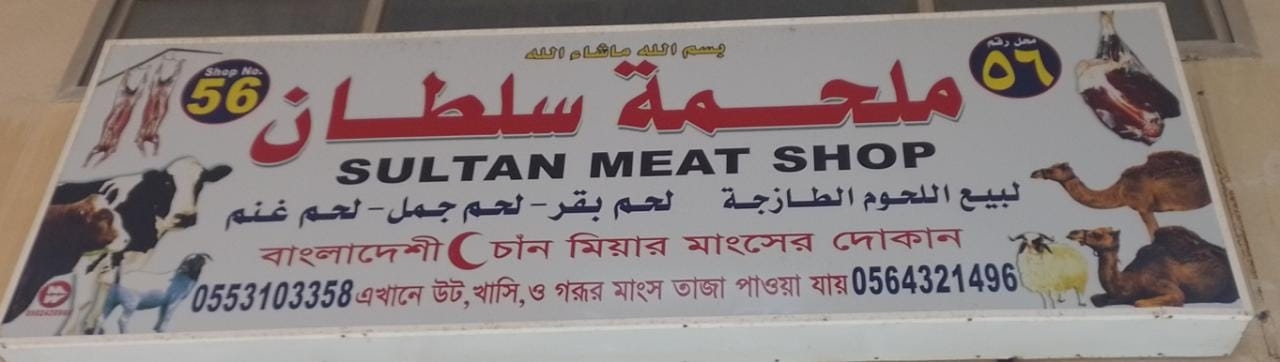 بسم الله ماشاء الله
Shop No. 56
ملحمة سلطان
محل رقم ٥٦
SULTAN MEAT SHOP
لبيع اللحوم الطازجة لحم بقر - لحم جمل - لحم غنم
বাংলাদেশী চাঁন মিয়ার মাংসের দোকান
0553103358 এখানে উট,খাসি,ও গরুর মাংস তাজা পাওয়া যায় 0564321496